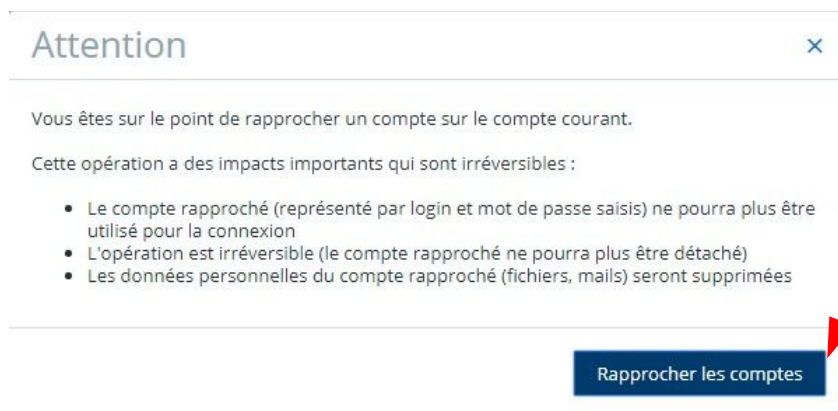 Attention
×
Vous êtes sur le point de rapprocher un compte sur le compte courant.
Cette opération a des impacts importants qui sont irréversibles :
• Le compte rapproché (représenté par login et mot de passe saisis) ne pourra plus être
utilisé pour la connexion
• L'opération est irréversible (le compte rapproché ne pourra plus être détaché)
• Les données personnelles du compte rapproché (fichiers, mails) seront supprimées
Rapprocher les comptes